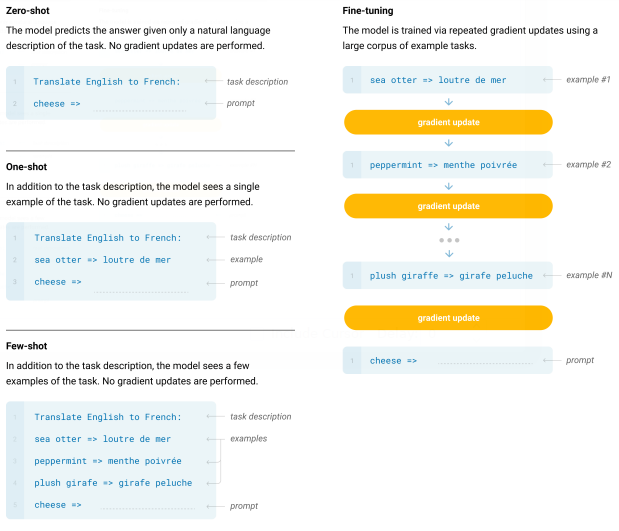 Zero-shot
The model predicts the answer given only a natural language
description of the task. No gradient updates are performed.
1 Translate English to French: task description
2 cheese => prompt
One-shot
In addition to the task description, the model sees a single
example of the task. No gradient updates are performed.
1 Translate English to French: task description
2 sea otter => loutre de mer example
3 cheese => prompt
Few-shot
In addition to the task description, the model sees a few
examples of the task. No gradient updates are performed.
1 Translate English to French: task description
2 sea otter => loutre de mer examples
3 peppermint => menthe poivrée
4 plush girafe => girafe peluche
5 cheese => prompt
Fine-tuning
The model is trained via repeated gradient updates using a
large corpus of example tasks.
1 sea otter => loutre de mer example #1
gradient update
1 peppermint => menthe poivrée example #2
gradient update
1 plush giraffe => girafe peluche example #N
gradient update
1 cheese => prompt